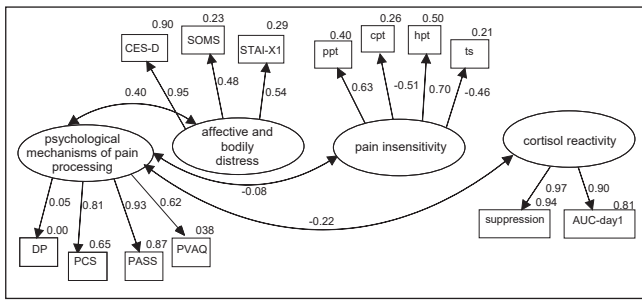 0.90
0.23
0.29
CES-D
SOMS
STAI-X1
0.95
0.48
0.54
0.40
0.26
0.50
0.21
ppt
cpt
hpt
ts
0.63
-0.51
0.70
-0.46
0.40
psychological
mechanisms of pain
processing
affective and
bodily
distress
pain insensitivity
cortisol reactivity
-0.08
-0.22
0.05
0.81
0.93
0.62
0.00
0.65
0.87
038
DP
PCS
PASS
PVAQ
0.97
0.90
0.94
0.81
suppression
AUC-day1